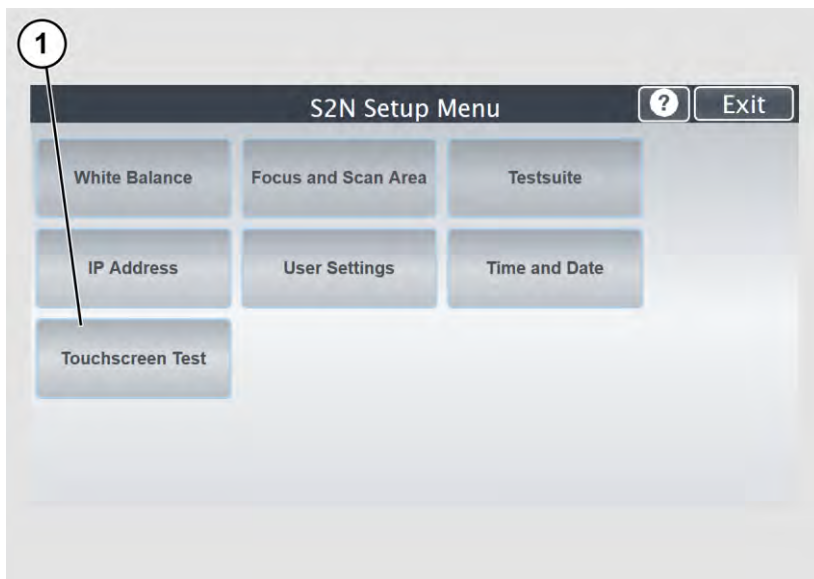 1
S2N Setup Menu ? Exit
White Balance Focus and Scan Area Testsuite
IP Address User Settings Time and Date
Touchscreen Test